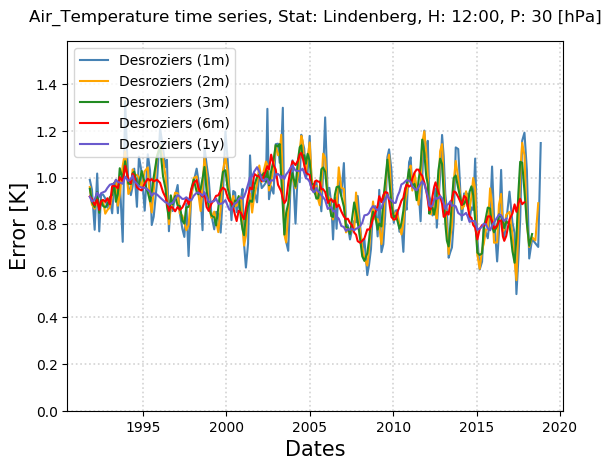 Air_Temperature time series, Stat: Lindenberg, H: 12:00, P: 30 [hPa]
Desroziers (1m)
Desroziers (2m)
Desroziers (3m)
Desroziers (6m)
Desroziers (1y)
Error [K]
1.4
1.2
1.0
0.8
0.6
0.4
0.2
0.0
1995
2000
2005
2010
2015
2020
Dates